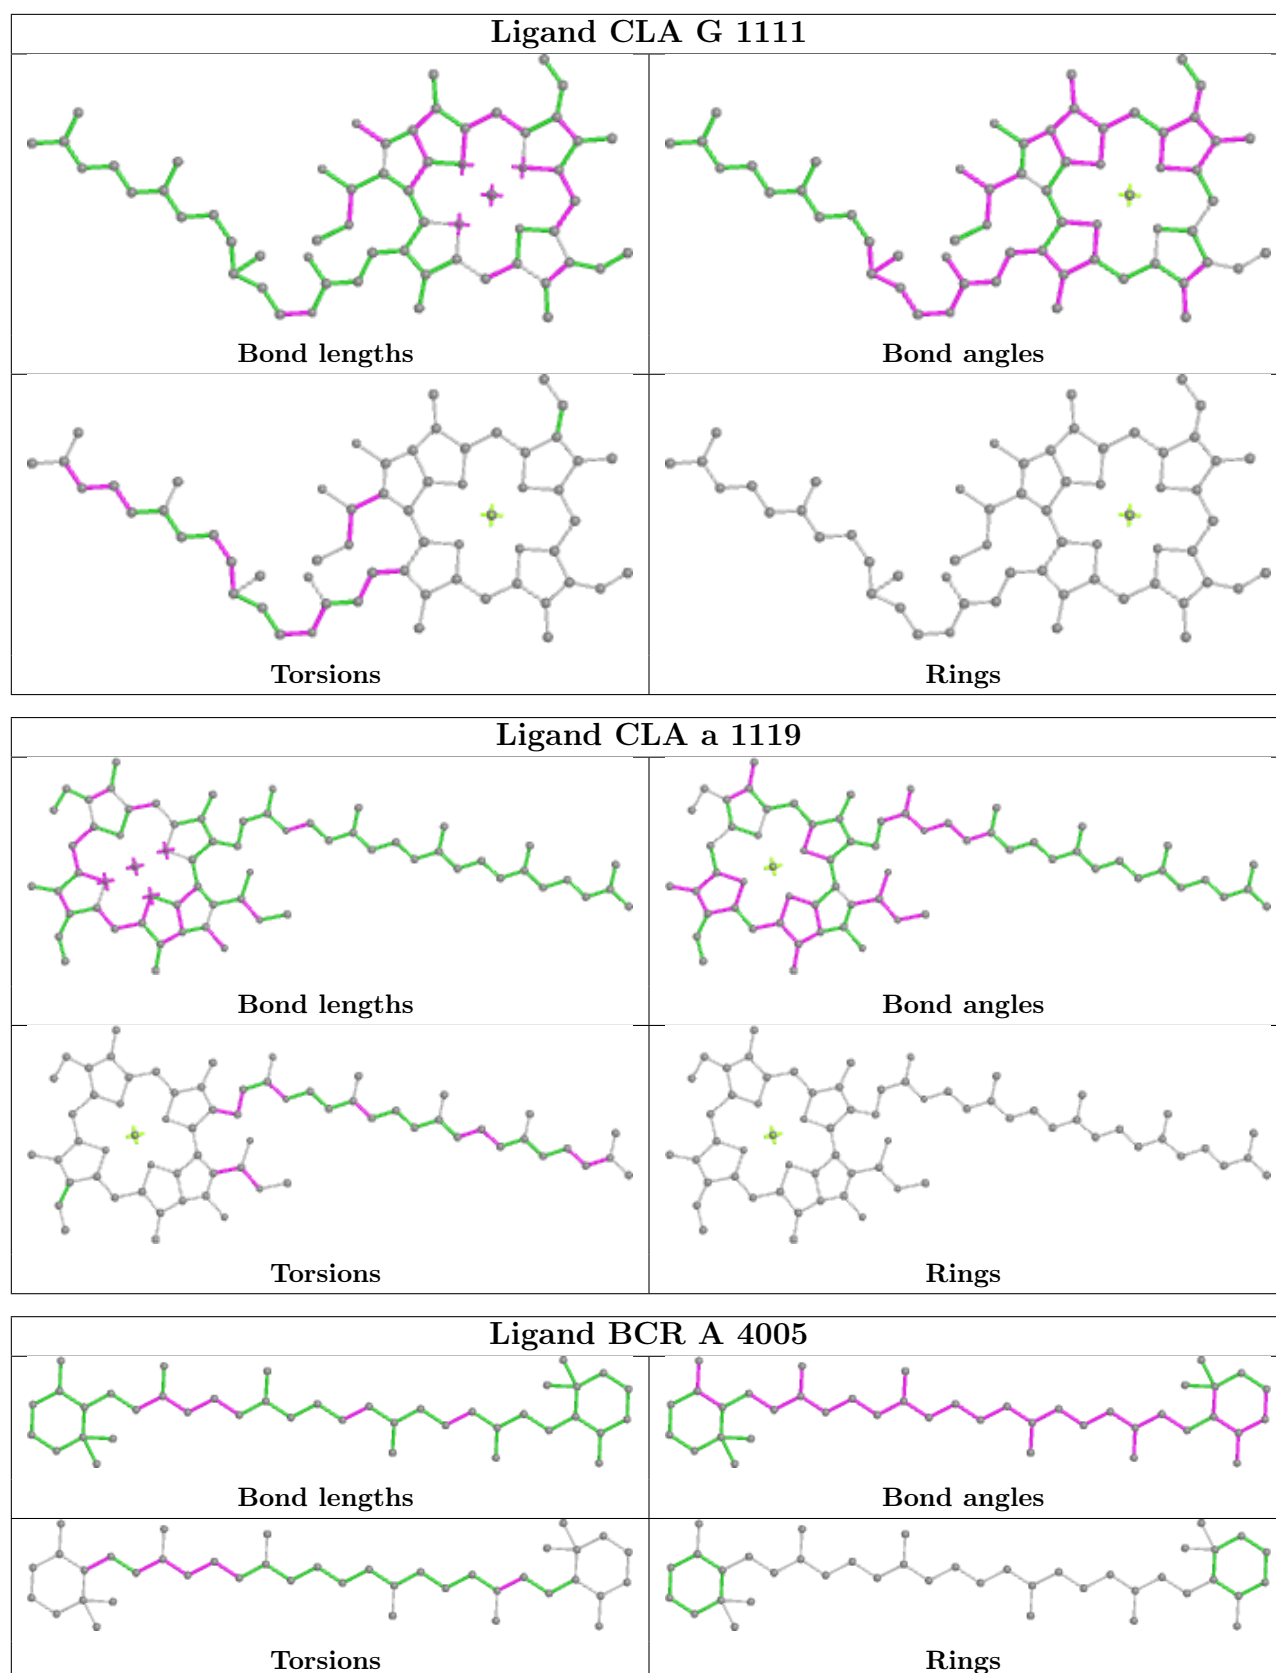 Ligand CLA G 1111
Bond lengths
Bond angles
Torsions
Rings
Ligand CLA a 1119
Bond lengths
Bond angles
Torsions
Rings
Ligand BCR A 4005
Bond lengths
Bond angles
Torsions
Rings